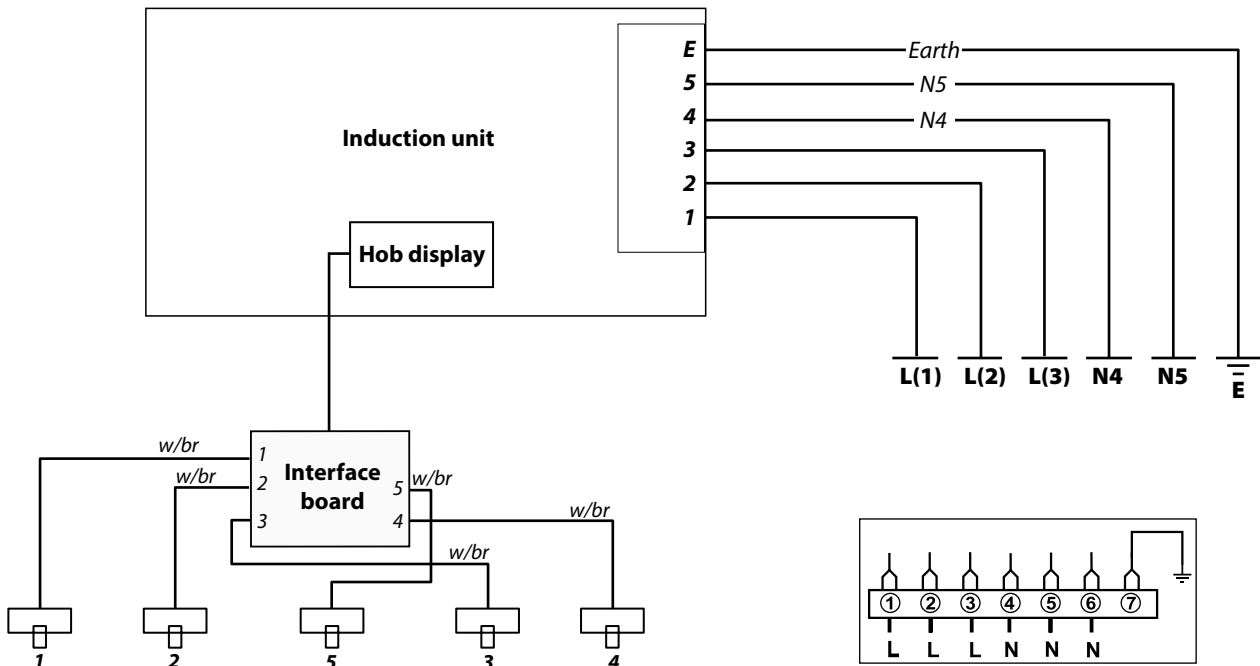 E
Earth
5
N5
4
N4
Induction unit
3
2
1
Hob display
L(1)
L(2)
L(3)
N4
N5
E
w/br
1
Interface
board
w/br
2
5
w/br
3
4
w/br
w/br
1
2
5
3
4
1
2
3
4
5
6
7
L
L
L
N
N
N